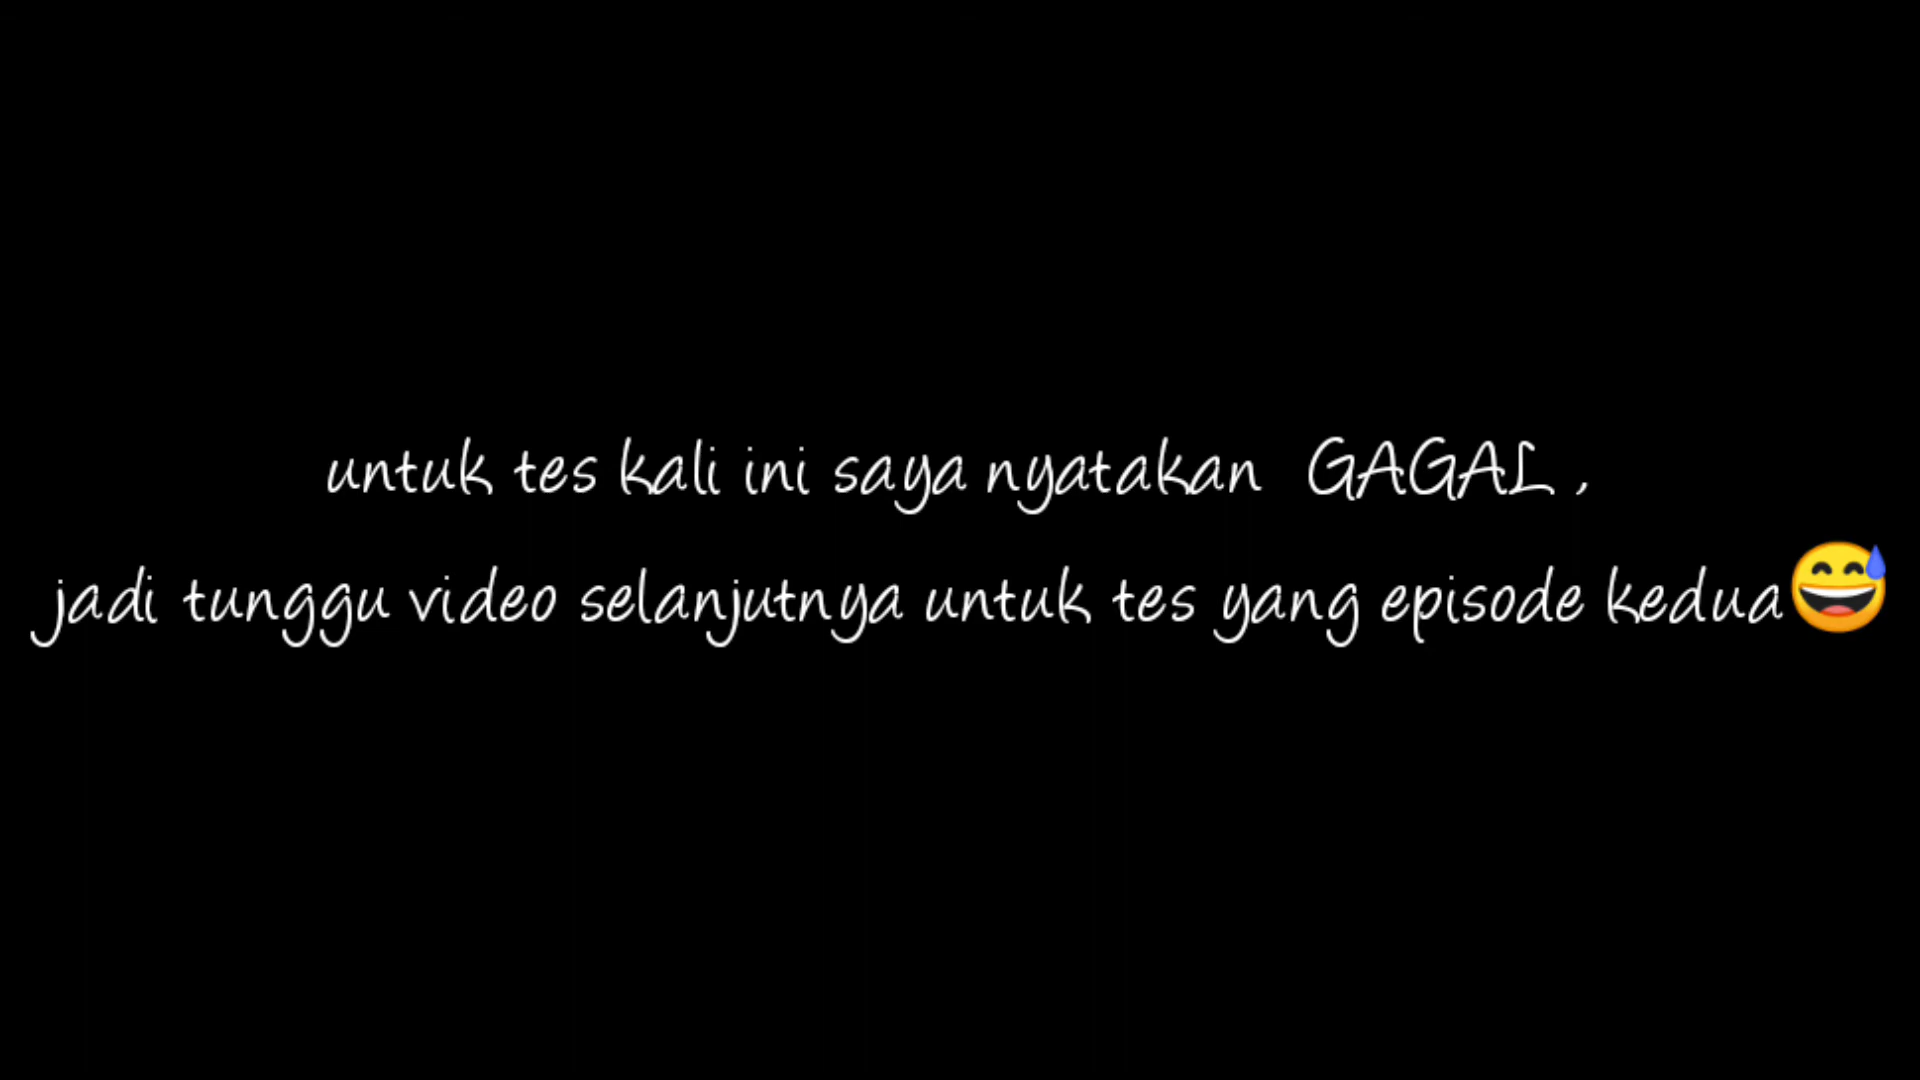 untuk tes kali ini saya nyatakan GAGAL ,
jadi tunggu video selanjutnya untuk tes yang episode kedua😅